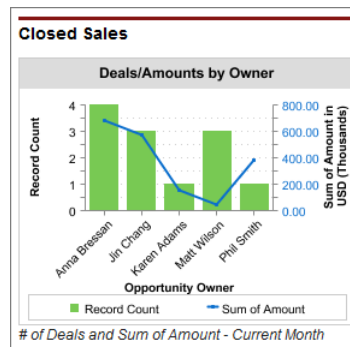 Closed Sales
Deals/Amounts by Owner
Record Count
4
3
2
1
0
800.00
600.00
400.00
200.00
0.00
Sum of Amount in
USD (Thousands)
Anna Bressan
Jin Chang
Karen Adams
Matt Wilson
Phil Smith
Opportunity Owner
Record Count
Sum of Amount
# of Deals and Sum of Amount - Current Month